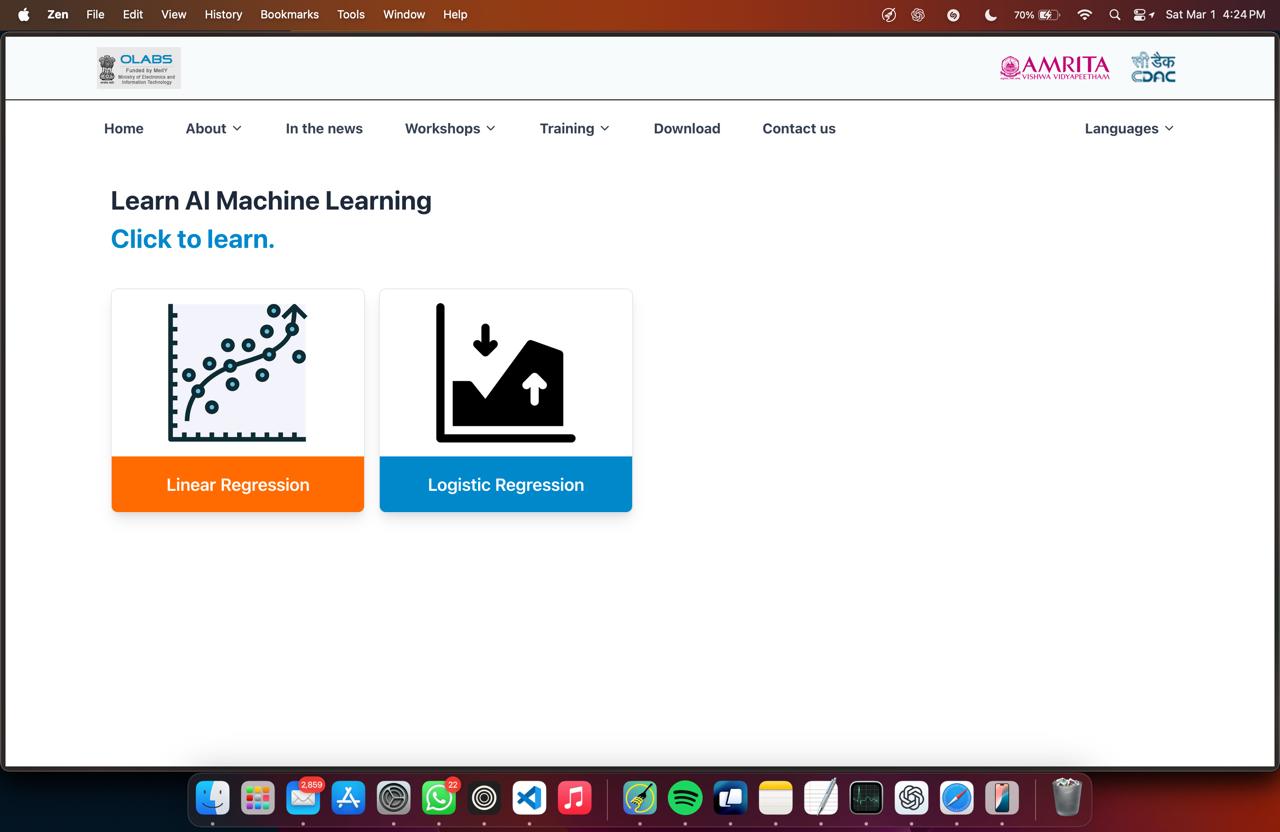 Zen File Edit View History Bookmarks Tools Window Help 70% Sat Mar 1 4:24 PM
OLABS
Funded by MeitY
Ministry of Electronics and
Information Technology
AMRITA
VISHWA VIDYAPEETHAM
सी डैक
CDAC
Home About In the news Workshops Training Download Contact us Languages
Learn AI Machine Learning
Click to learn.
Linear Regression Logistic Regression
2,859 22